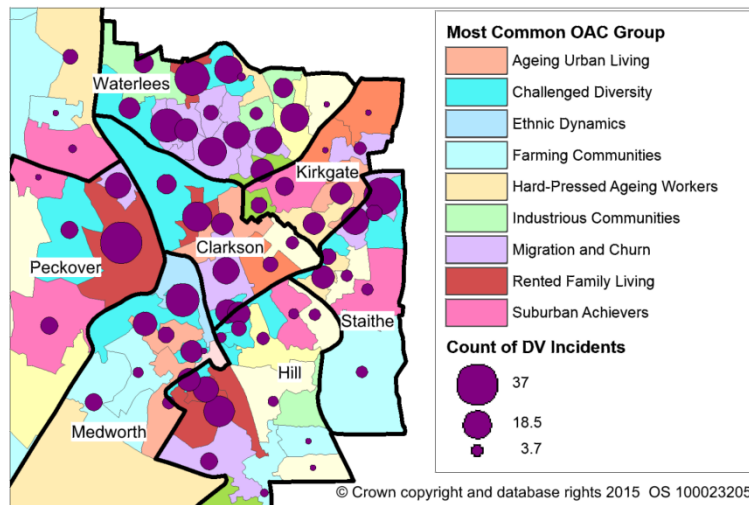 Waterlees
Kirkgate
Clarkson
Peckover
Staithe
Hill
Medworth
Most Common OAC Group
Ageing Urban Living
Challenged Diversity
Ethnic Dynamics
Farming Communities
Hard-Pressed Ageing Workers
Industrious Communities
Migration and Churn
Rented Family Living
Suburban Achievers
Count of DV Incidents
37
18.5
3.7
© Crown copyright and database rights 2015 OS 100023205